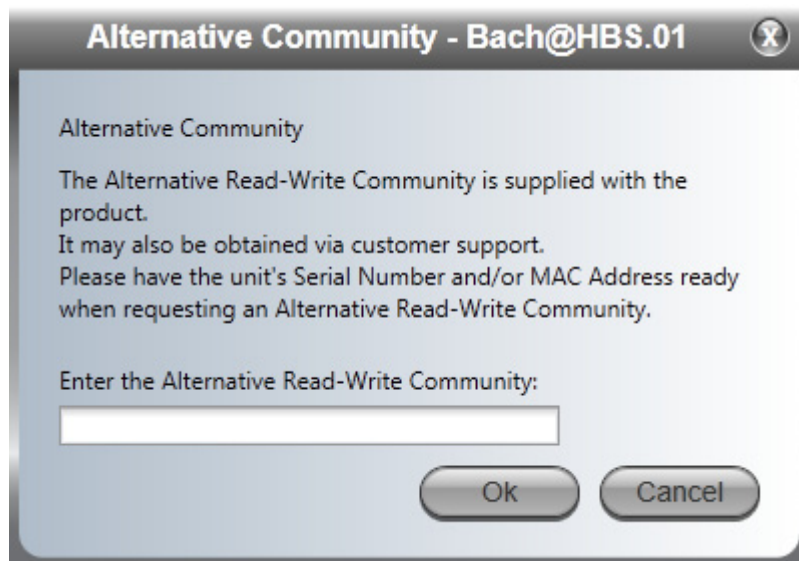 Alternative Community - Bach@HBS.01
X
Alternative Community
The Alternative Read-Write Community is supplied with the
product.
It may also be obtained via customer support.
Please have the unit's Serial Number and/or MAC Address ready
when requesting an Alternative Read-Write Community.
Enter the Alternative Read-Write Community:
Ok Cancel